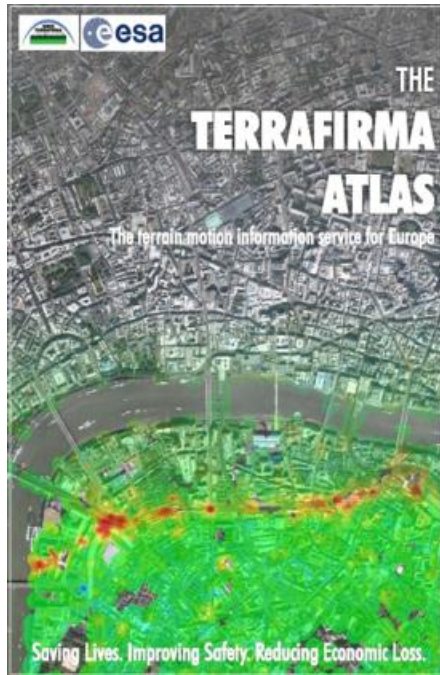 esa
THE
TERRAFIRMA
ATLAS
The terrain motion information service for Europe
Saving Lives. Improving Safety. Reducing Economic Loss.